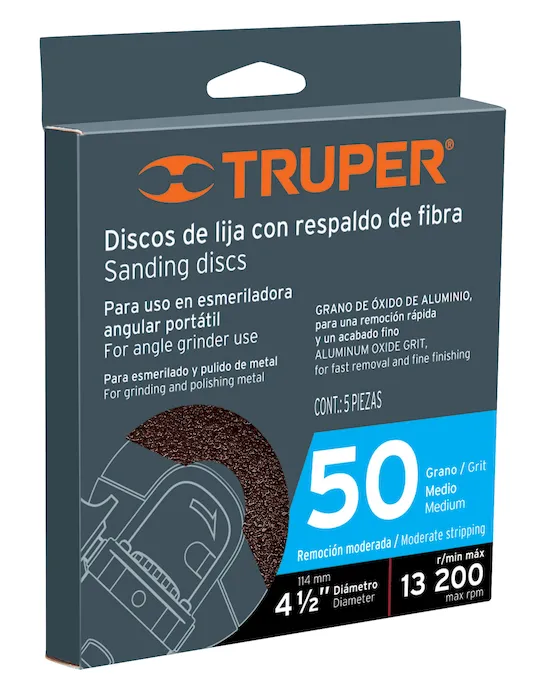 TRUPER®
Discos de lija con respaldo de fibra
Sanding discs
Para uso en esmeriladora
angular portátil
For angle grinder use
Para esmerilado y pulido de metal
For grinding and polishing metal
GRANO DE ÓXIDO DE ALUMINIO,
para una remoción rápida
y un acabado fino
ALUMINUM OXIDE GRIT,
for fast removal and fine finishing
CONT.: 5 PIEZAS
50
Grano / Grit
Medio
Medium
Remoción moderada / Moderate stripping
114 mm
4 ½" Diámetro
Diameter
r/min máx
13 200
max rpm